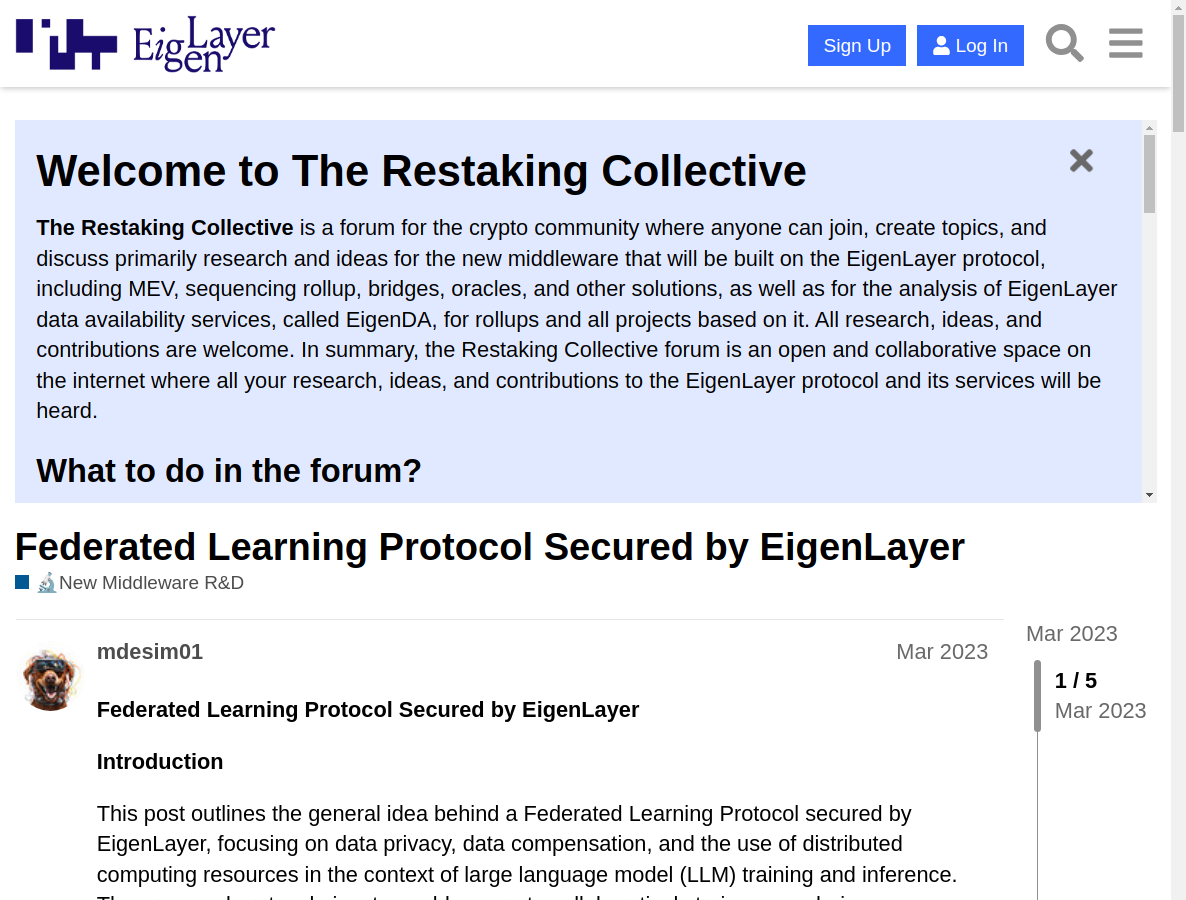 EigenLayer
Sign Up
Log In
Welcome to The Restaking Collective
The Restaking Collective is a forum for the crypto community where anyone can join, create topics, and
discuss primarily research and ideas for the new middleware that will be built on the EigenLayer protocol,
including MEV, sequencing rollup, bridges, oracles, and other solutions, as well as for the analysis of EigenLayer
data availability services, called EigenDA, for rollups and all projects based on it. All research, ideas, and
contributions are welcome. In summary, the Restaking Collective forum is an open and collaborative space on
the internet where all your research, ideas, and contributions to the EigenLayer protocol and its services will be
heard.
What to do in the forum?
Federated Learning Protocol Secured by EigenLayer
New Middleware R&D
mdesim01
Mar 2023
Mar 2023
1 / 5
Mar 2023
Federated Learning Protocol Secured by EigenLayer
Introduction
This post outlines the general idea behind a Federated Learning Protocol secured by
EigenLayer, focusing on data privacy, data compensation, and the use of distributed
computing resources in the context of large language model (LLM) training and inference.